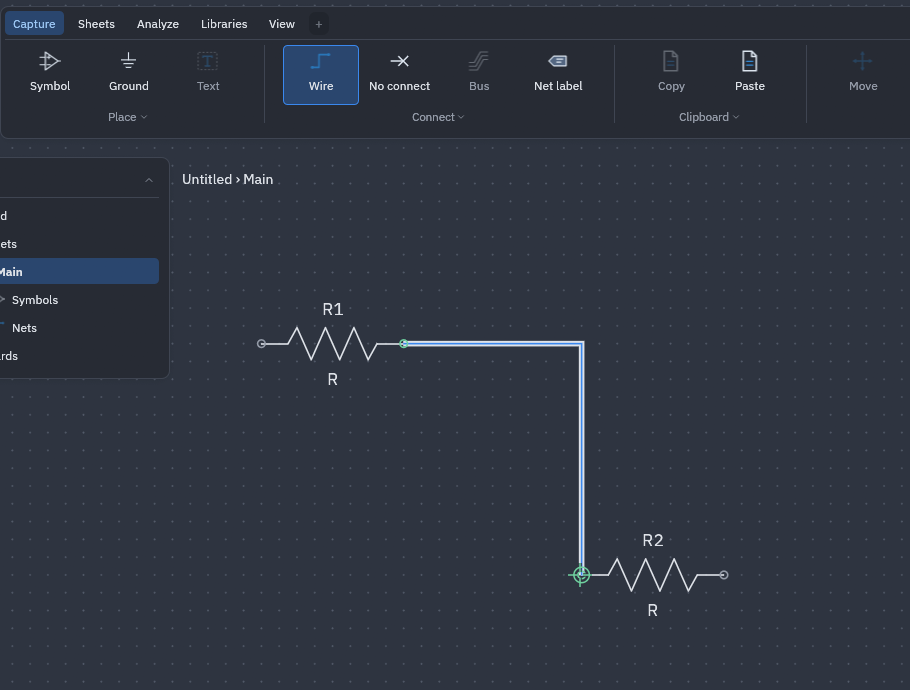 Capture Sheets Analyze Libraries View +
Symbol Ground Text Wire No connect Bus Net label Copy Paste Move
Place Connect Clipboard
Untitled › Main
d
ets
Main
Symbols
Nets
rds
R1
R
R2
R